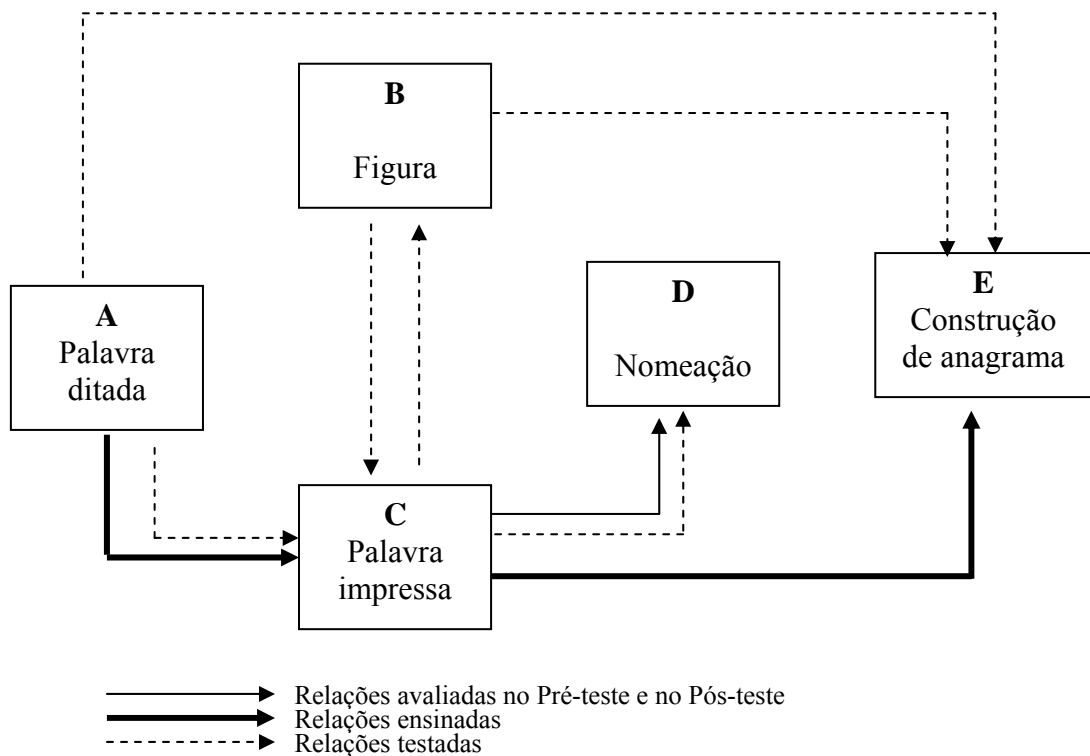 B
Figura
A
Palavra
ditada
D
Nomeação
E
Construção
de anagrama
C
Palavra
impressa
Relações avaliadas no Pré-teste e no Pós-teste
Relações ensinadas
Relações testadas